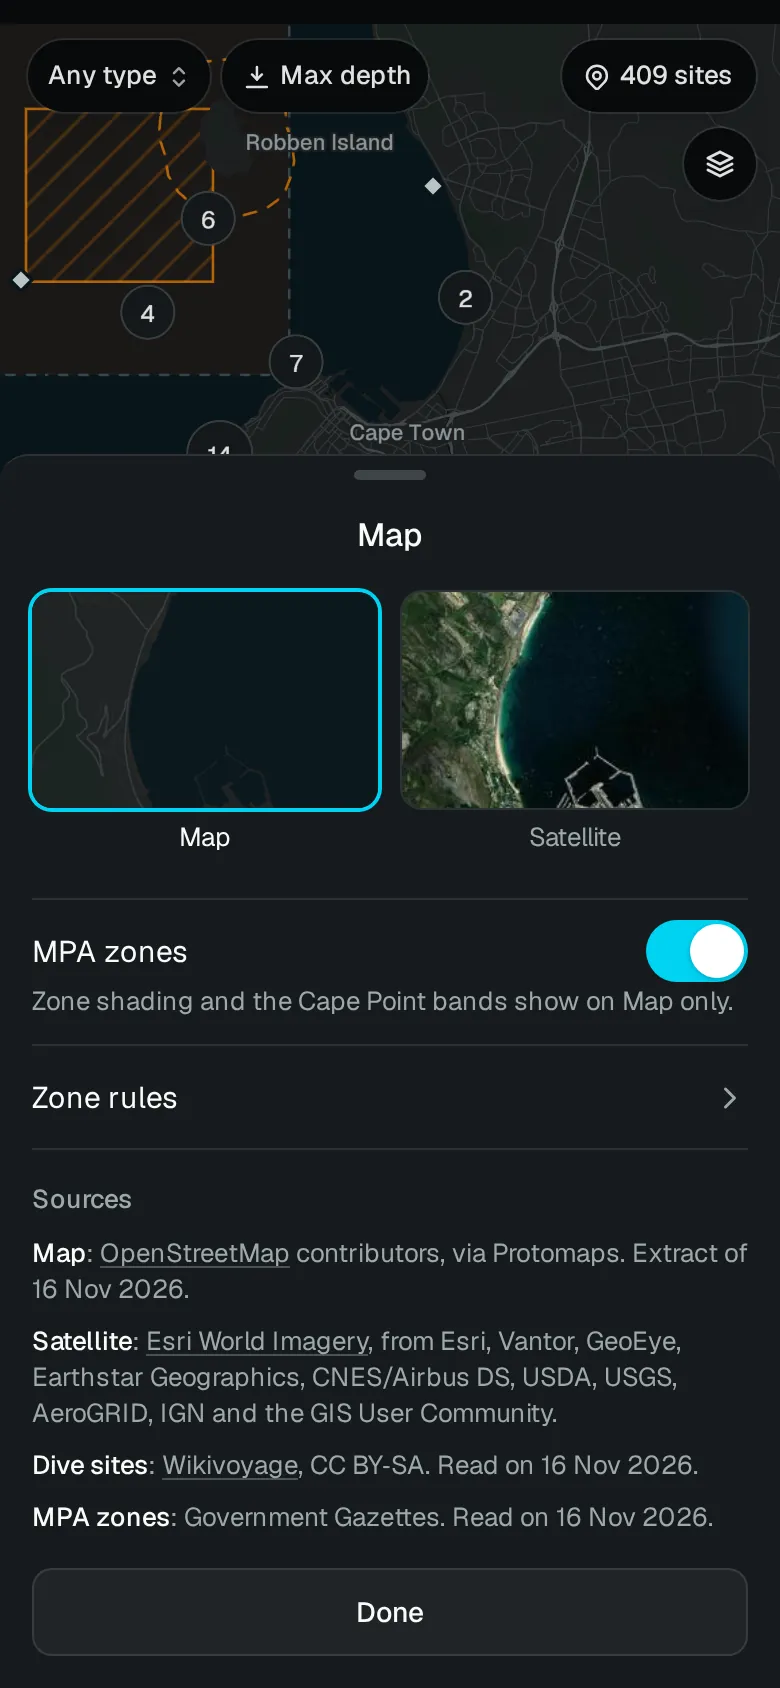 Any type
Max depth
409 sites
Robben Island
6
4
2
7
14
Cape Town
Map
Map
Satellite
MPA zones
Zone shading and the Cape Point bands show on Map only.
Zone rules
Sources
Map: OpenStreetMap contributors, via Protomaps. Extract of
16 Nov 2026.
Satellite: Esri World Imagery, from Esri, Vantor, GeoEye,
Earthstar Geographics, CNES/Airbus DS, USDA, USGS,
AeroGRID, IGN and the GIS User Community.
Dive sites: Wikivoyage, CC BY-SA. Read on 16 Nov 2026.
MPA zones: Government Gazettes. Read on 16 Nov 2026.
Done